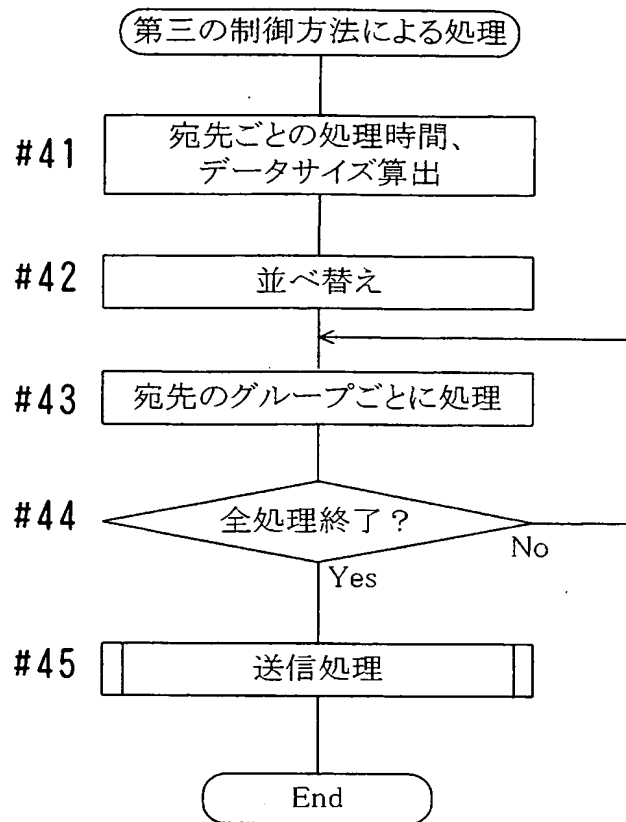 第三の制御方法による処理
#41
宛先ごとの処理時間、
データサイズ算出
#42
並べ替え
#43
宛先のグループごとに処理
#44
全処理終了？
No
Yes
#45
送信処理
End